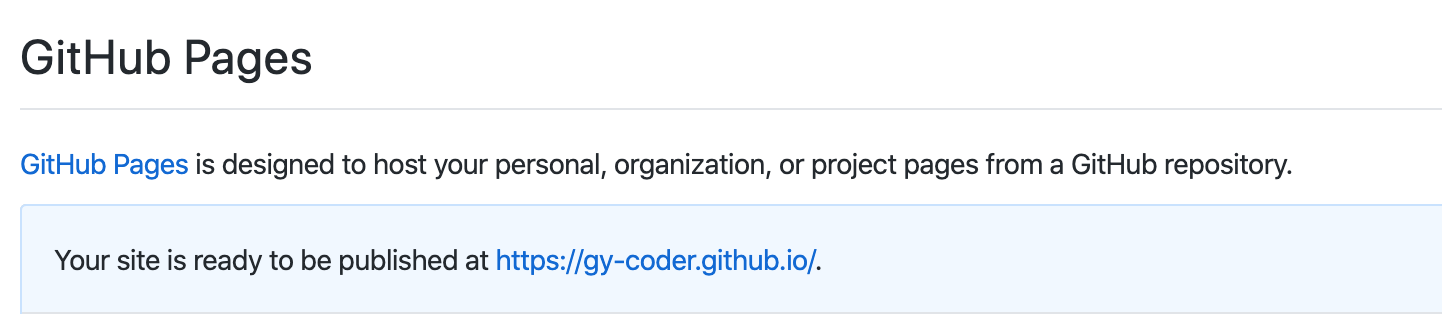 GitHub Pages
GitHub Pages is designed to host your personal, organization, or project pages from a GitHub repository.
Your site is ready to be published at https://gy-coder.github.io/.